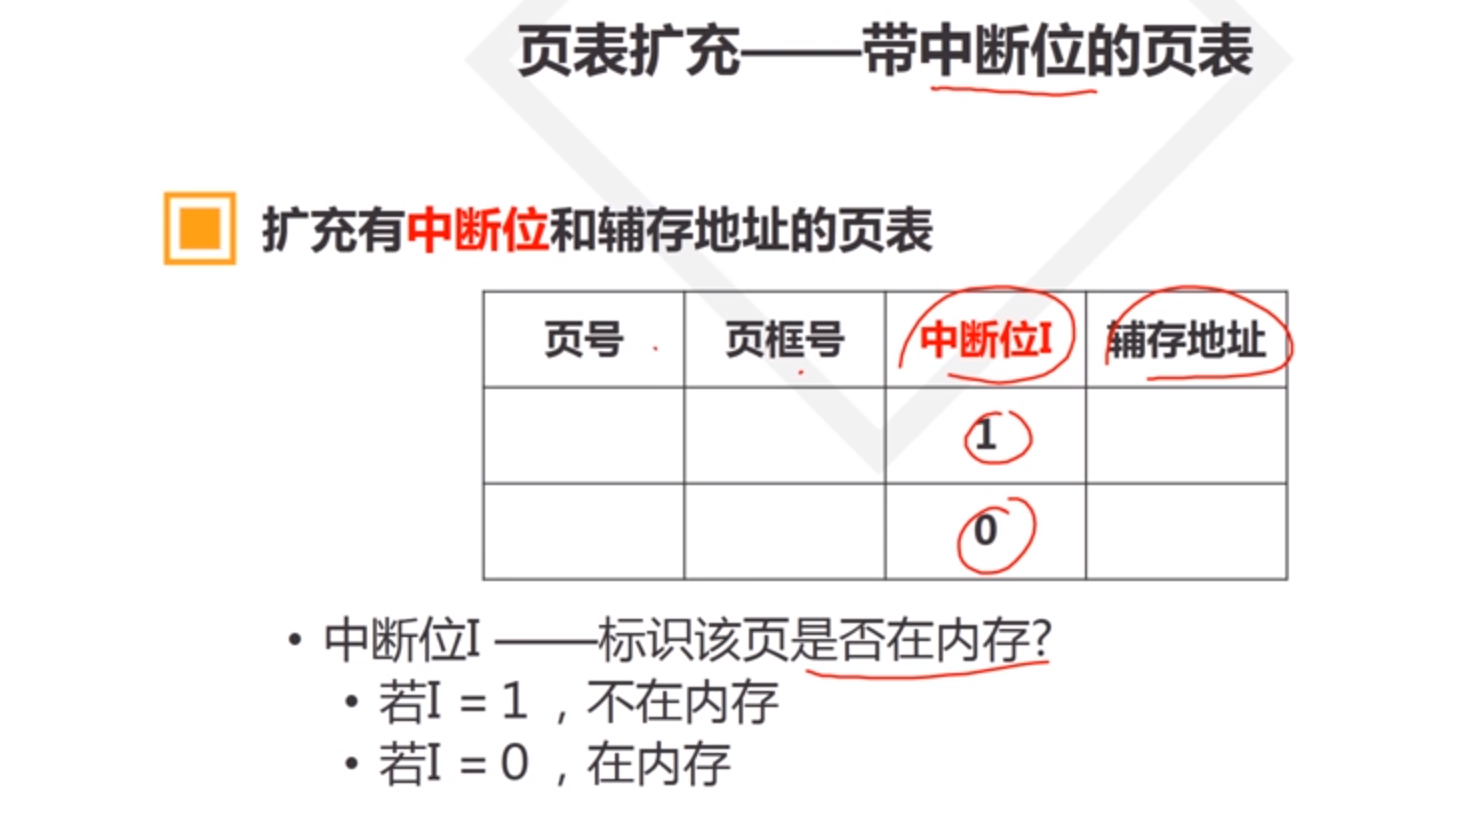 页表扩充——带中断位的页表
扩充有中断位和辅存地址的页表
页号 页框号 中断位I 辅存地址
1
0
• 中断位I ——标识该页是否在内存?
• 若I = 1 ，不在内存
• 若I = 0 ，在内存